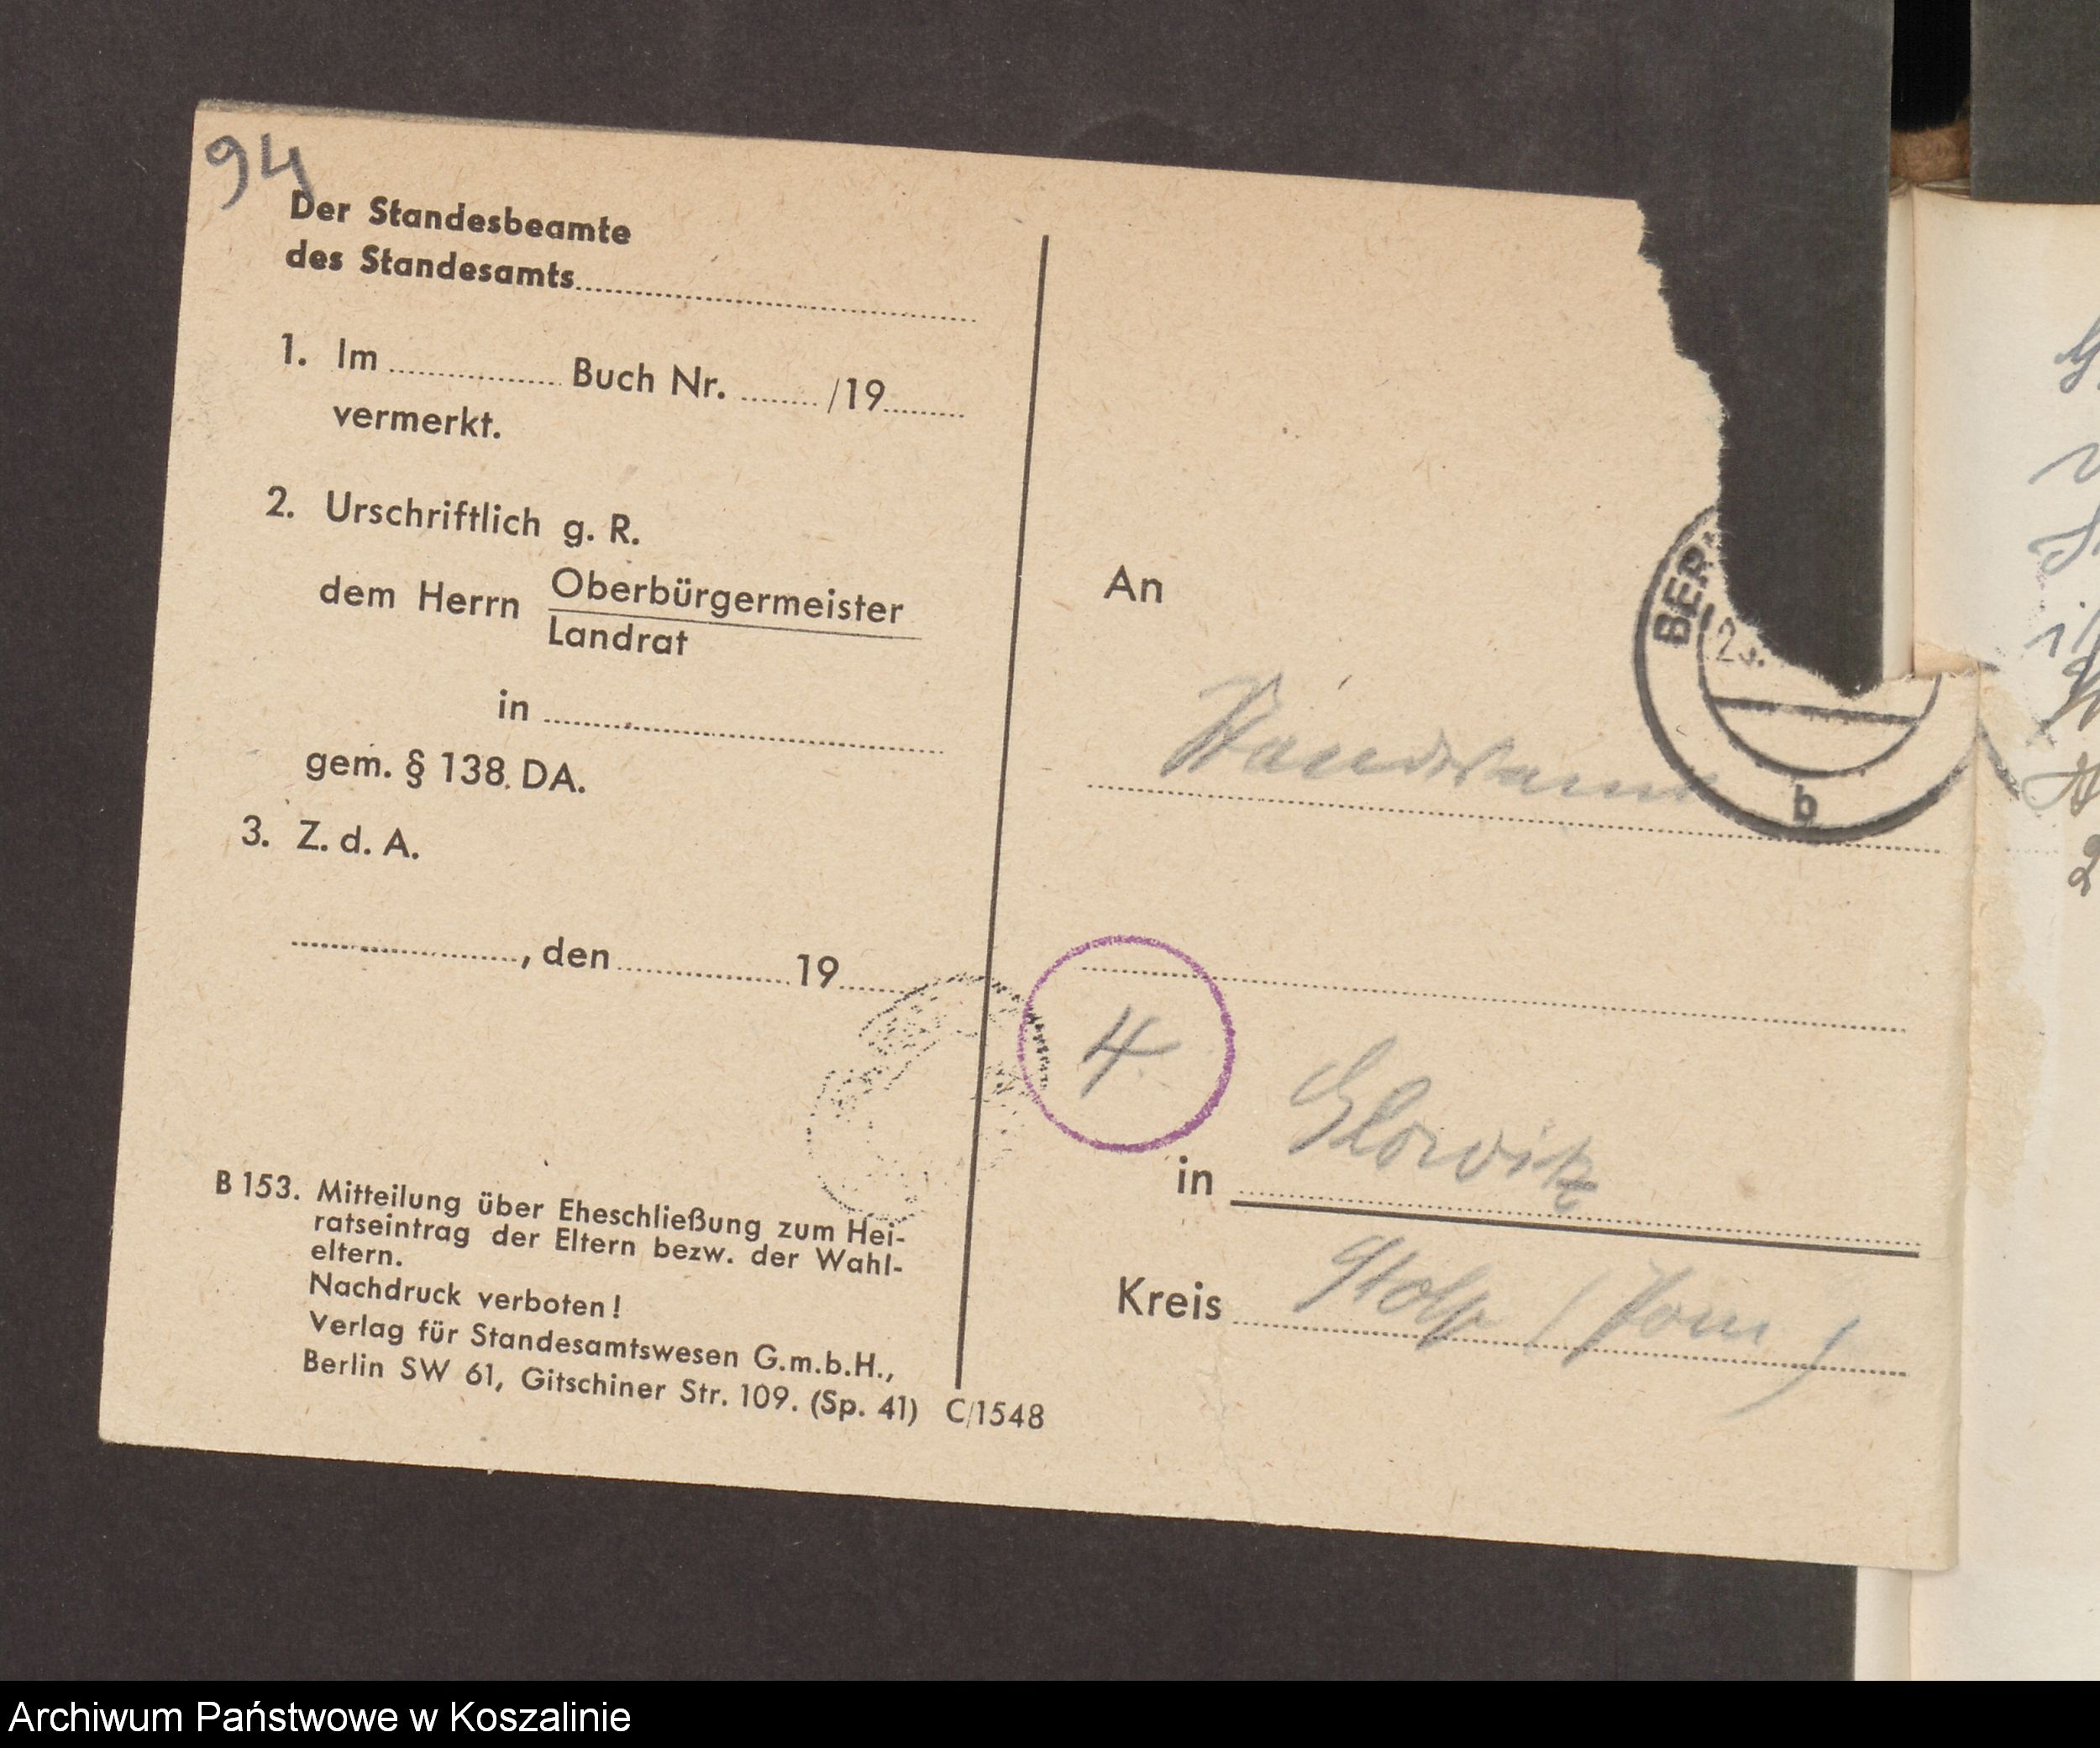 94
Der Standesbeamte
des Standesamts
1. Im Buch Nr. /19
vermerkt.
2. Urschriftlich g. R.
dem Herrn Oberbürgermeister
Landrat
in
gem. § 138. DA.
3. Z. d. A.
, den 19
B 153. Mitteilung über Eheschließung zum Hei-
ratseintrag der Eltern bezw. der Wahl-
eltern.
Nachdruck verboten!
Verlag für Standesamtswesen G.m.b.H.,
Berlin SW 61, Gitschiner Str. 109. (Sp. 41) C/1548
An
Standesamt
b
4
in Glowitz
Kreis Stolp (Pom)
Archiwum Państwowe w Koszalinie